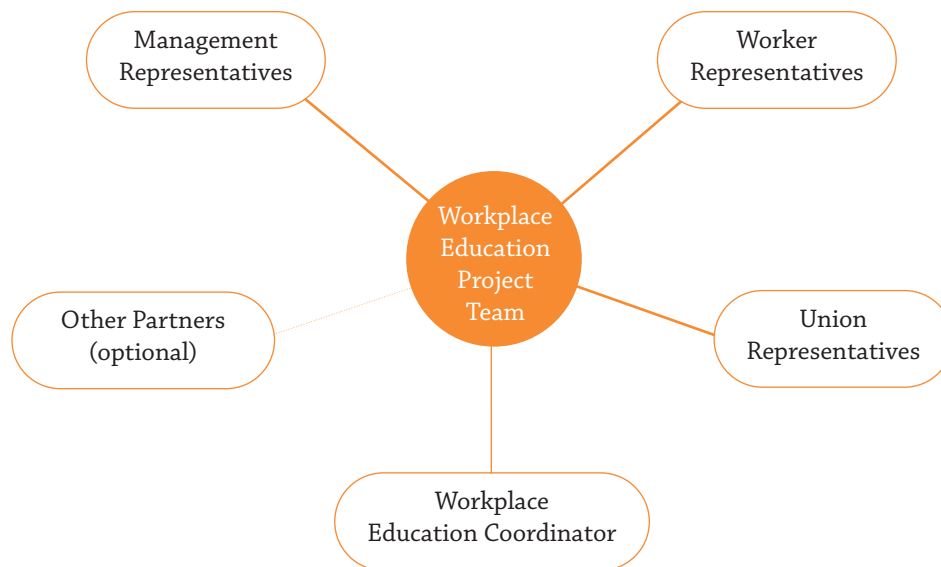 Management
Representatives
Worker
Representatives
Workplace
Education
Project
Team
Other Partners
(optional)
Union
Representatives
Workplace
Education Coordinator